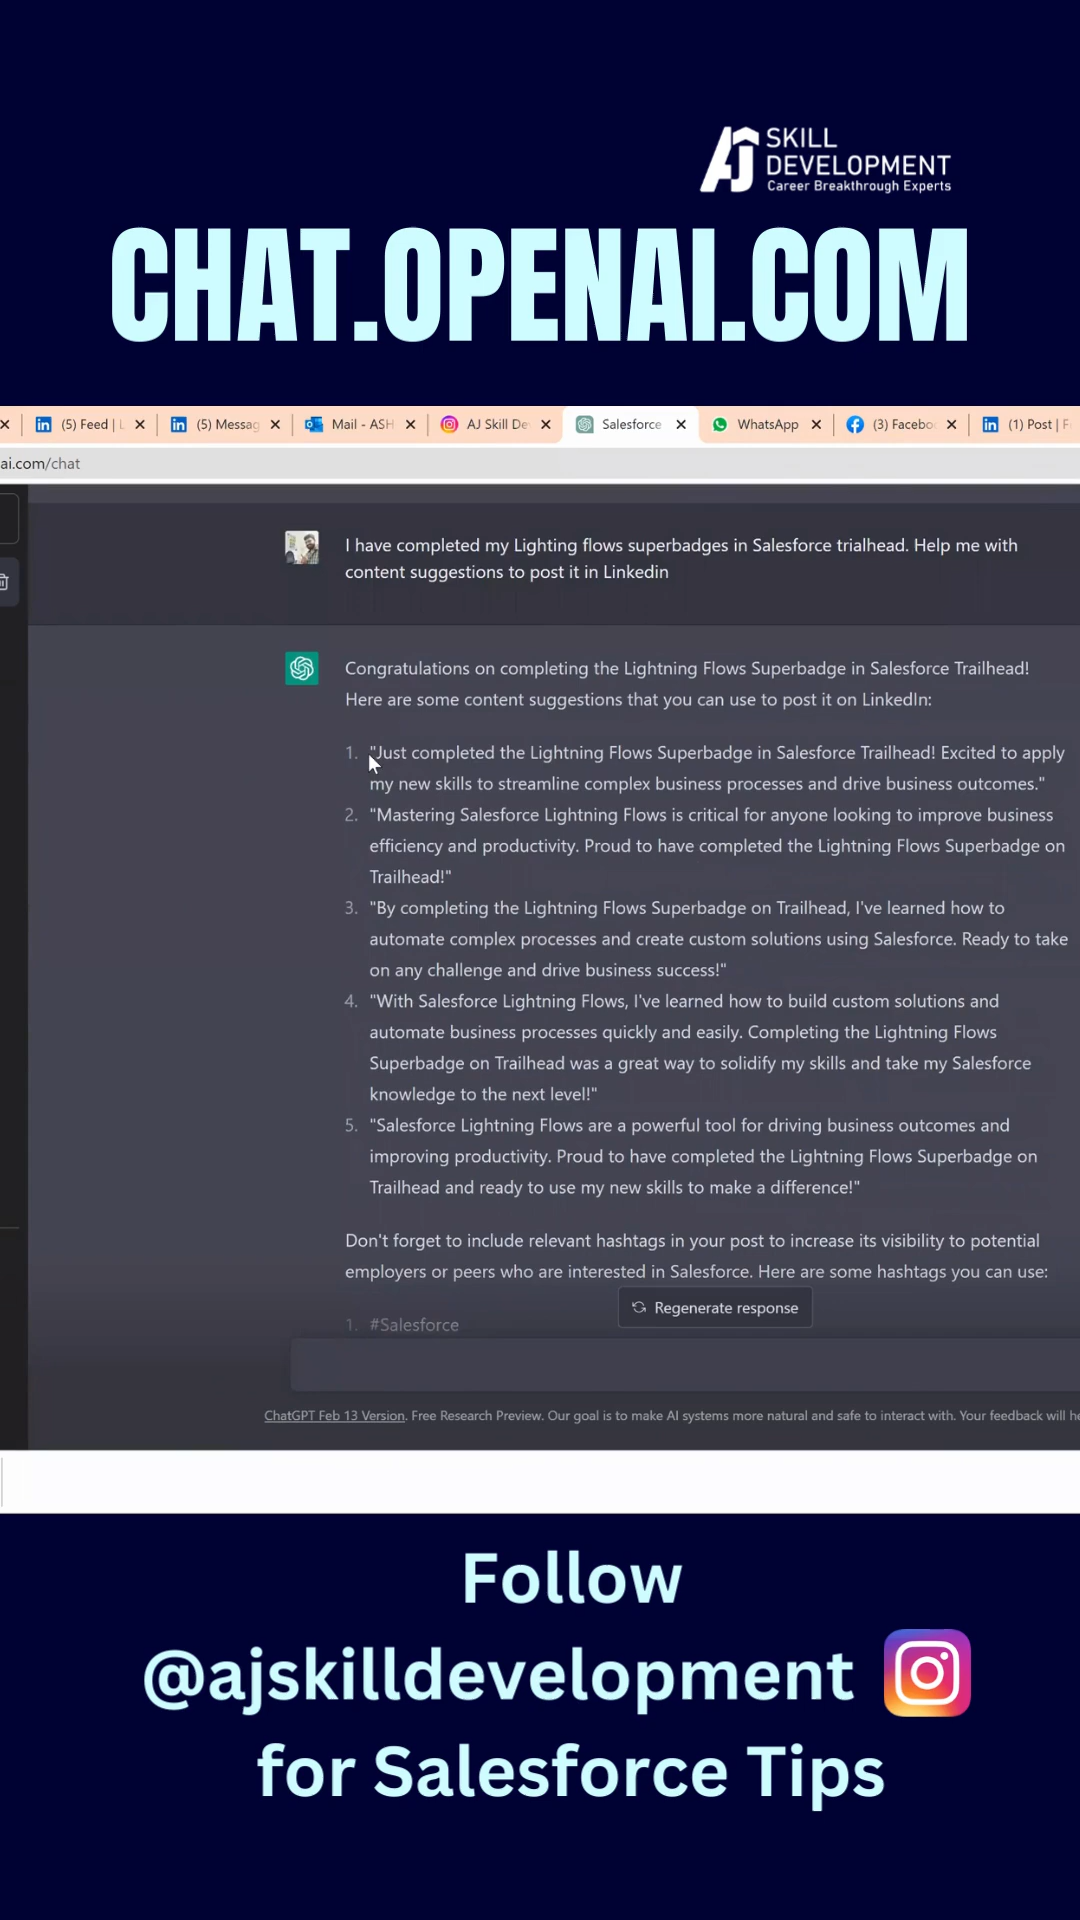 SKILL
DEVELOPMENT
Career Breakthrough Experts
CHAT.OPENAI.COM
(5) Feed | L
(5) Messag
Mail - ASH
AJ Skill De
Salesforce
WhatsApp
(3) Facebo
(1) Post | F
ai.com/chat
I have completed my Lighting flows superbadges in Salesforce trialhead. Help me with
content suggestions to post it in Linkedin
Congratulations on completing the Lightning Flows Superbadge in Salesforce Trailhead!
Here are some content suggestions that you can use to post it on LinkedIn:
1. "Just completed the Lightning Flows Superbadge in Salesforce Trailhead! Excited to apply
my new skills to streamline complex business processes and drive business outcomes."
2. "Mastering Salesforce Lightning Flows is critical for anyone looking to improve business
efficiency and productivity. Proud to have completed the Lightning Flows Superbadge on
Trailhead!"
3. "By completing the Lightning Flows Superbadge on Trailhead, I've learned how to
automate complex processes and create custom solutions using Salesforce. Ready to take
on any challenge and drive business success!"
4. "With Salesforce Lightning Flows, I've learned how to build custom solutions and
automate business processes quickly and easily. Completing the Lightning Flows
Superbadge on Trailhead was a great way to solidify my skills and take my Salesforce
knowledge to the next level!"
5. "Salesforce Lightning Flows are a powerful tool for driving business outcomes and
improving productivity. Proud to have completed the Lightning Flows Superbadge on
Trailhead and ready to use my new skills to make a difference!"
Don't forget to include relevant hashtags in your post to increase its visibility to potential
employers or peers who are interested in Salesforce. Here are some hashtags you can use:
Regenerate response
1. #Salesforce
ChatGPT Feb 13 Version. Free Research Preview. Our goal is to make AI systems more natural and safe to interact with. Your feedback will he
Follow
@ajskilldevelopment
for Salesforce Tips